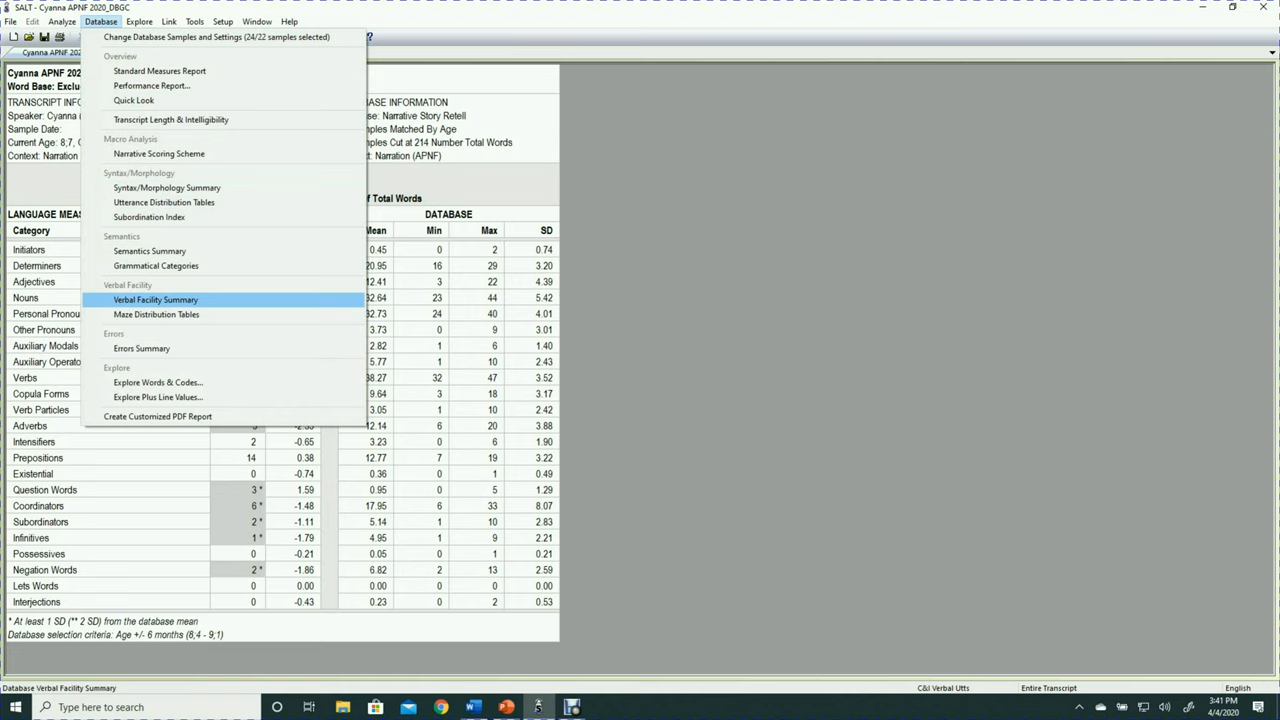 SALT - Cyanna APNF 2020_DBGC
File Edit Analyze Database Explore Link Tools Setup Window Help
Cyanna APNF 202
Change Database Samples and Settings (24/22 samples selected)
Overview
Standard Measures Report
Performance Report...
Quick Look
Transcript Length & Intelligibility
Macro Analysis
Narrative Scoring Scheme
Syntax/Morphology
Syntax/Morphology Summary
Utterance Distribution Tables
Subordination Index
Semantics
Semantics Summary
Grammatical Categories
Verbal Facility
Verbal Facility Summary
Maze Distribution Tables
Errors
Errors Summary
Explore
Explore Words & Codes...
Explore Plus Line Values...
Create Customized PDF Report
Cyanna APNF 202
Word Base: Exclu
TRANSCRIPT INFO ASE INFORMATION
Speaker: Cyanna ( se: Narrative Story Retell
Sample Date: mples Matched By Age
Current Age: 8;7, mples Cut at 214 Number Total Words
Context: Narration t: Narration (APNF)
f Total Words
LANGUAGE MEA DATABASE
Category Mean Min Max SD
Initiators 0.45 0 2 0.74
Determiners 20.95 16 29 3.20
Adjectives 12.41 3 22 4.39
Nouns 32.64 23 44 5.42
Personal Pronou 32.73 24 40 4.01
Other Pronouns 3.73 0 9 3.01
Auxiliary Modals 2.82 1 6 1.40
Auxiliary Operato 5.77 1 10 2.43
Verbs 38.27 32 47 3.52
Copula Forms 9.64 3 18 3.17
Verb Particles 3.05 1 10 2.42
Adverbs 12.14 6 20 3.88
Intensifiers 2 -0.65 3.23 0 6 1.90
Prepositions 14 0.38 12.77 7 19 3.22
Existential 0 -0.74 0.36 0 1 0.49
Question Words 3 * 1.59 0.95 0 5 1.29
Coordinators 6 * -1.48 17.95 6 33 8.07
Subordinators 2 * -1.11 5.14 1 10 2.83
Infinitives 1 * -1.79 4.95 1 9 2.21
Possessives 0 -0.21 0.05 0 1 0.21
Negation Words 2 * -1.86 6.82 2 13 2.59
Lets Words 0 0.00 0.00 0 0 0.00
Interjections 0 -0.43 0.23 0 2 0.53
* At least 1 SD (** 2 SD) from the database mean
Database selection criteria: Age +/- 6 months (8;4 - 9;1)
Database Verbal Facility Summary C&I Verbal Utts Entire Transcript English
Type here to search
3:41 PM
4/4/2020